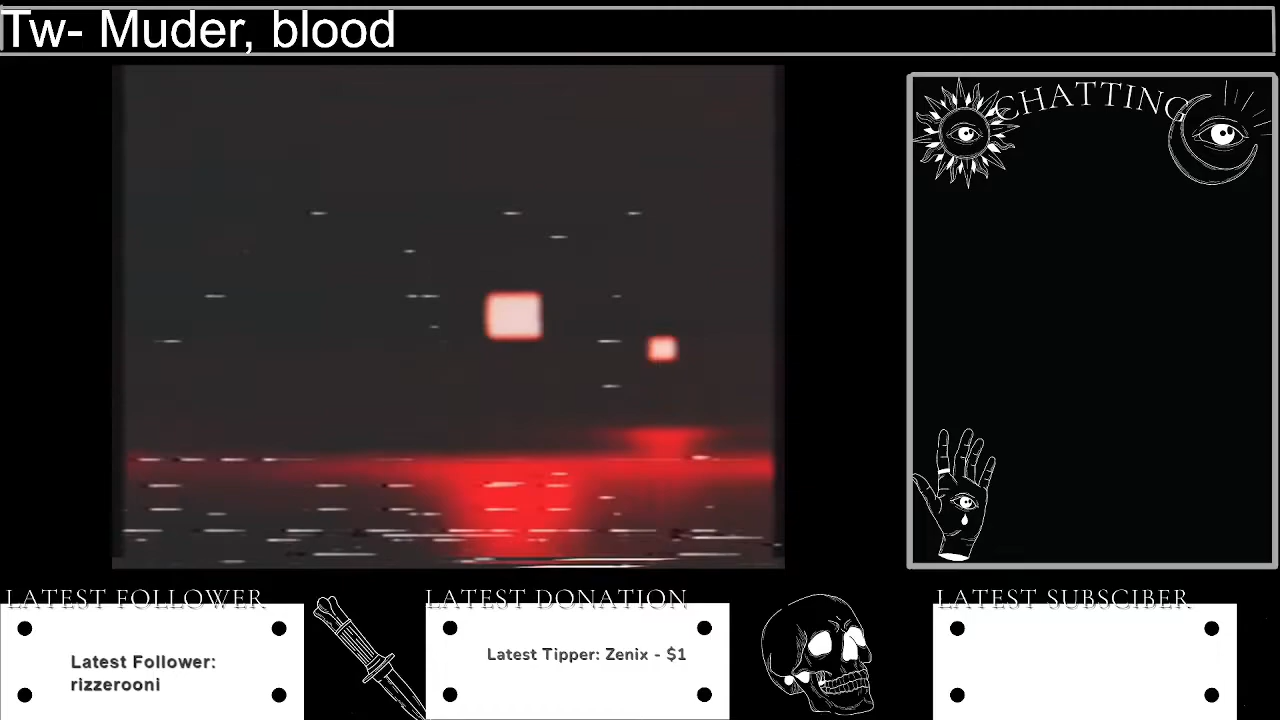 Tw- Muder, blood
CHATTING
LATEST FOLLOWER
LATEST DONATION
LATEST SUBSCIBER
Latest Follower:
rizzerooni
Latest Tipper: Zenix - $1